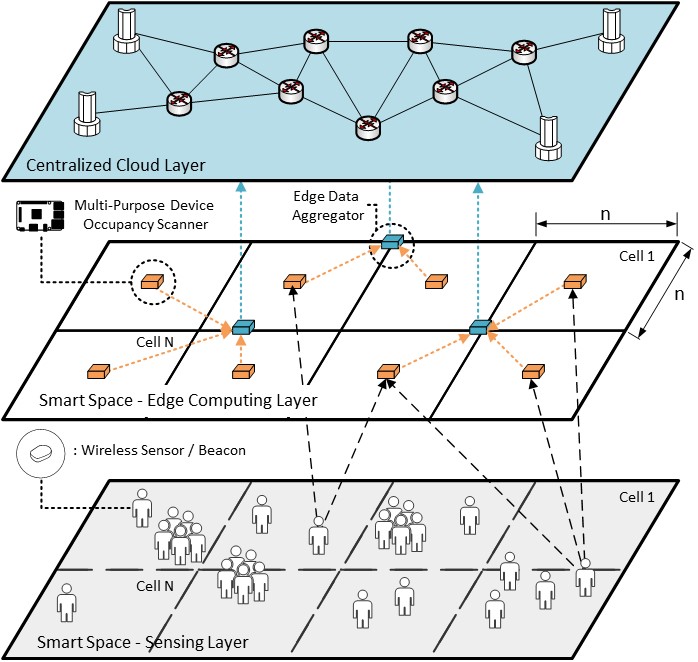 Centralized Cloud Layer
Multi-Purpose Device
Occupancy Scanner
Edge Data
Aggregator
n
Cell 1
n
Cell N
Smart Space - Edge Computing Layer
: Wireless Sensor / Beacon
Cell 1
Cell N
Smart Space - Sensing Layer